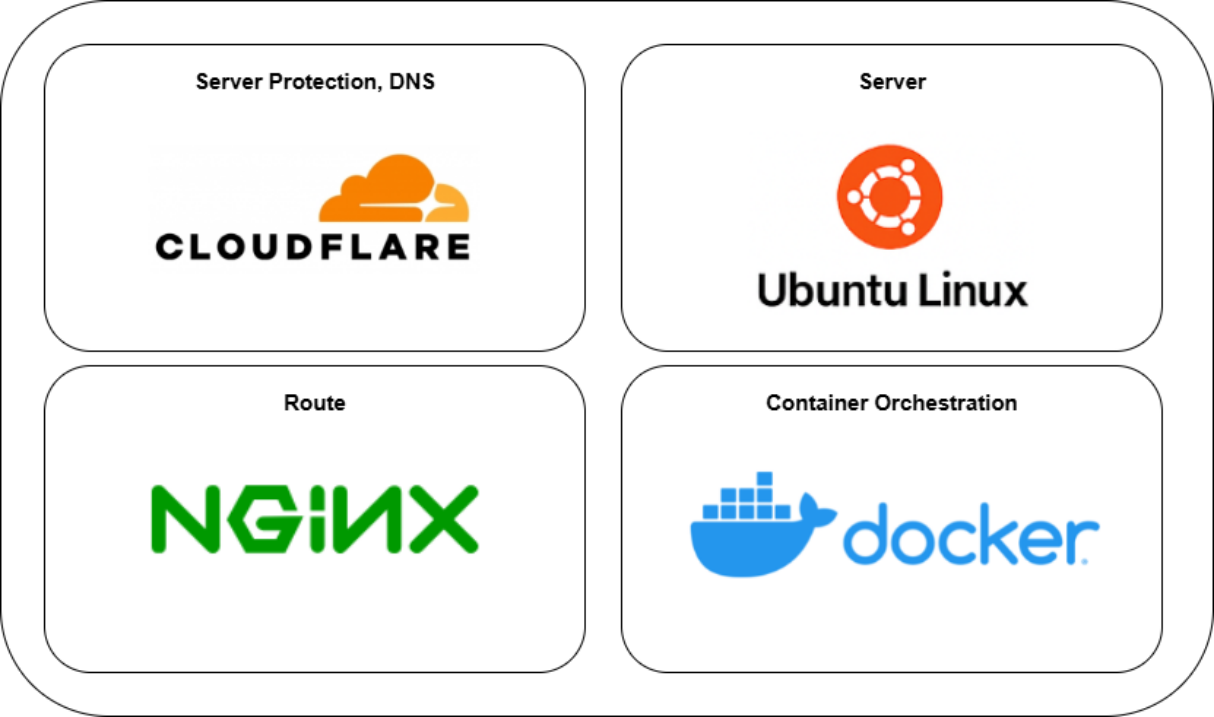 Server Protection, DNS
CLOUDFLARE
Server
Ubuntu Linux
Route
NGINX
Container Orchestration
docker